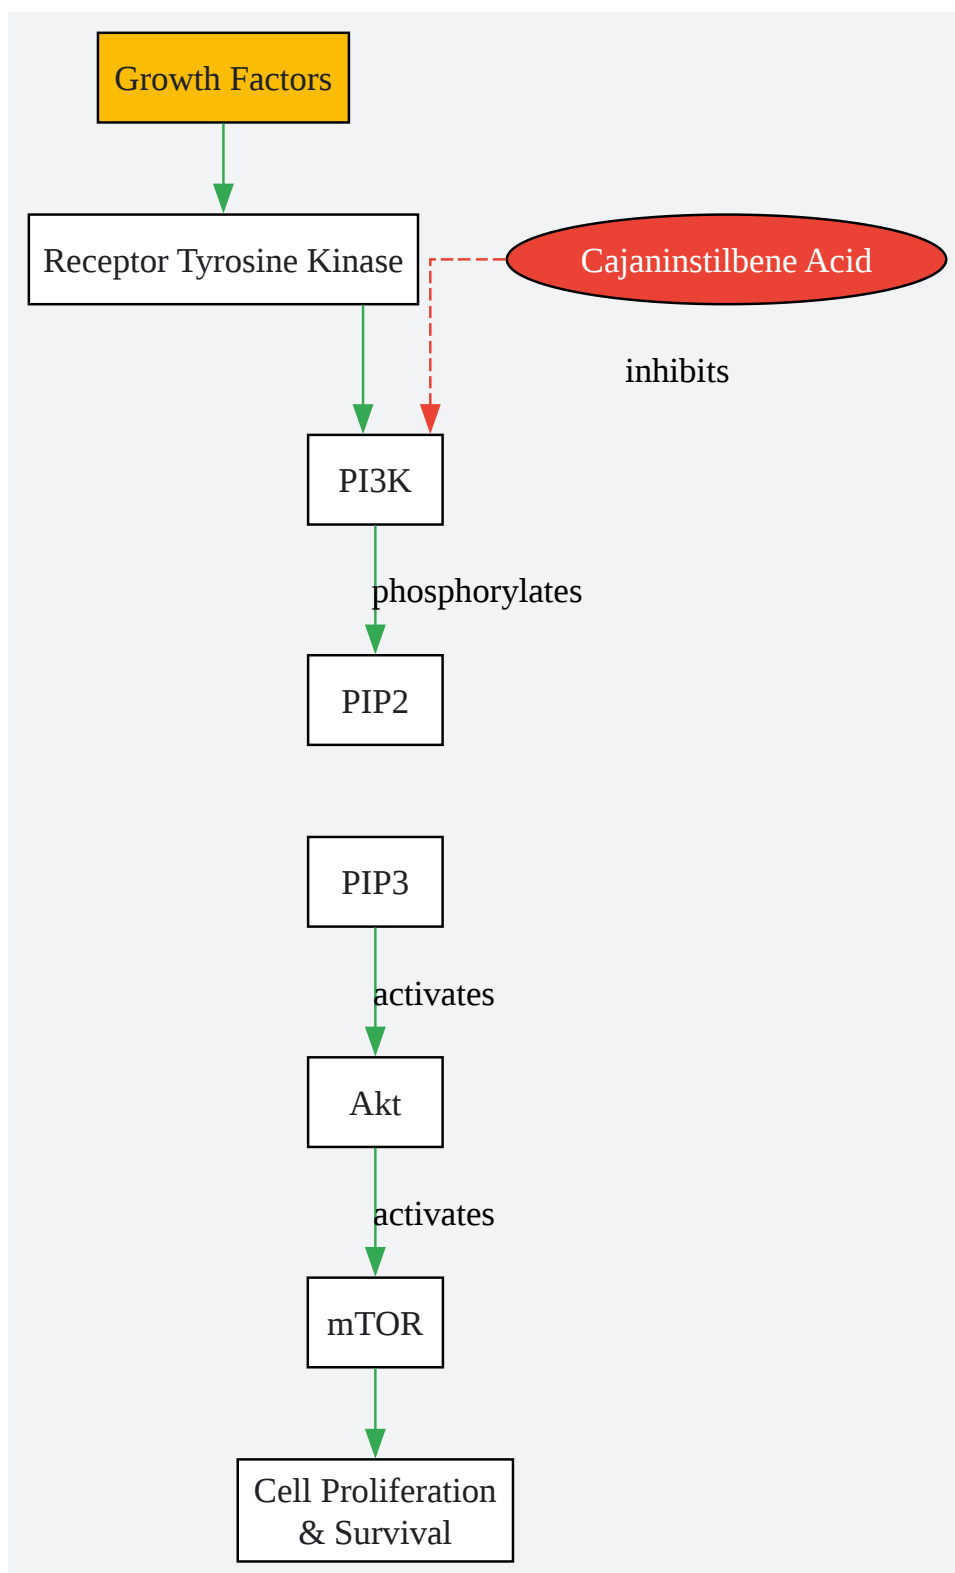 Growth Factors
Receptor Tyrosine Kinase
Cajaninstilbene Acid
inhibits
PI3K
phosphorylates
PIP2
PIP3
activates
Akt
activates
mTOR
Cell Proliferation
& Survival